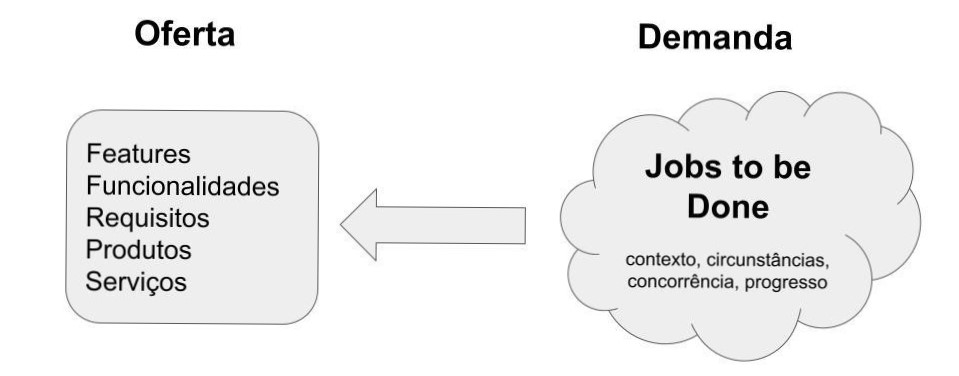 Oferta
Demanda
Features
Funcionalidades
Requisitos
Produtos
Serviços
Jobs to be
Done
contexto, circunstâncias,
concorrência, progresso